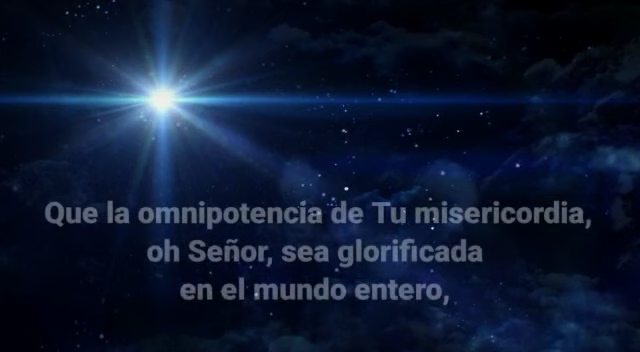 Que la omnipotencia de Tu misericordia,
oh Señor, sea glorificada
en el mundo entero,